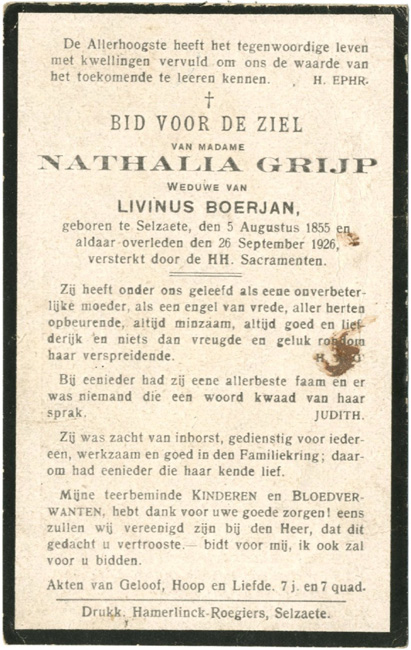 De Allerhoogste heeft het tegenwoordige leven
met kwellingen vervuld om ons de waarde van
het toekomende te leeren kennen. H. EPHR.
†
BID VOOR DE ZIEL
VAN MADAME
NATHALIA GRIJP
WEDUWE VAN
LIVINUS BOERJAN,
geboren te Selzaete, den 5 Augustus 1855 en
aldaar overleden den 26 September 1926,
versterkt door de HH. Sacramenten.
Zij heeft onder ons geleefd als eene onverbeter-
lijke moeder, als een engel van vrede, aller herten
opbeurende, altijd minzaam, altijd goed en lief-
derijk en niets dan vreugde en geluk rondom
haar verspreidende. H.
Bij eenieder had zij eene allerbeste faam en er
was niemand die een woord kwaad van haar
sprak. JUDITH.
Zij was zacht van inborst, gedienstig voor ieder-
een, werkzaam en goed in den Familiekring; daar-
om had eenieder die haar kende lief.
Mijne teerbeminde KINDEREN en BLOEDVER-
WANTEN, hebt dank voor uwe goede zorgen! eens
zullen wij vereenigd zijn bij den Heer, dat dit
gedacht u vertrooste.— bidt voor mij, ik ook zal
voor u bidden.
Akten van Geloof, Hoop en Liefde. 7 j. en 7 quad.
Drukk. Hamerlinck-Roegiers, Selzaete.